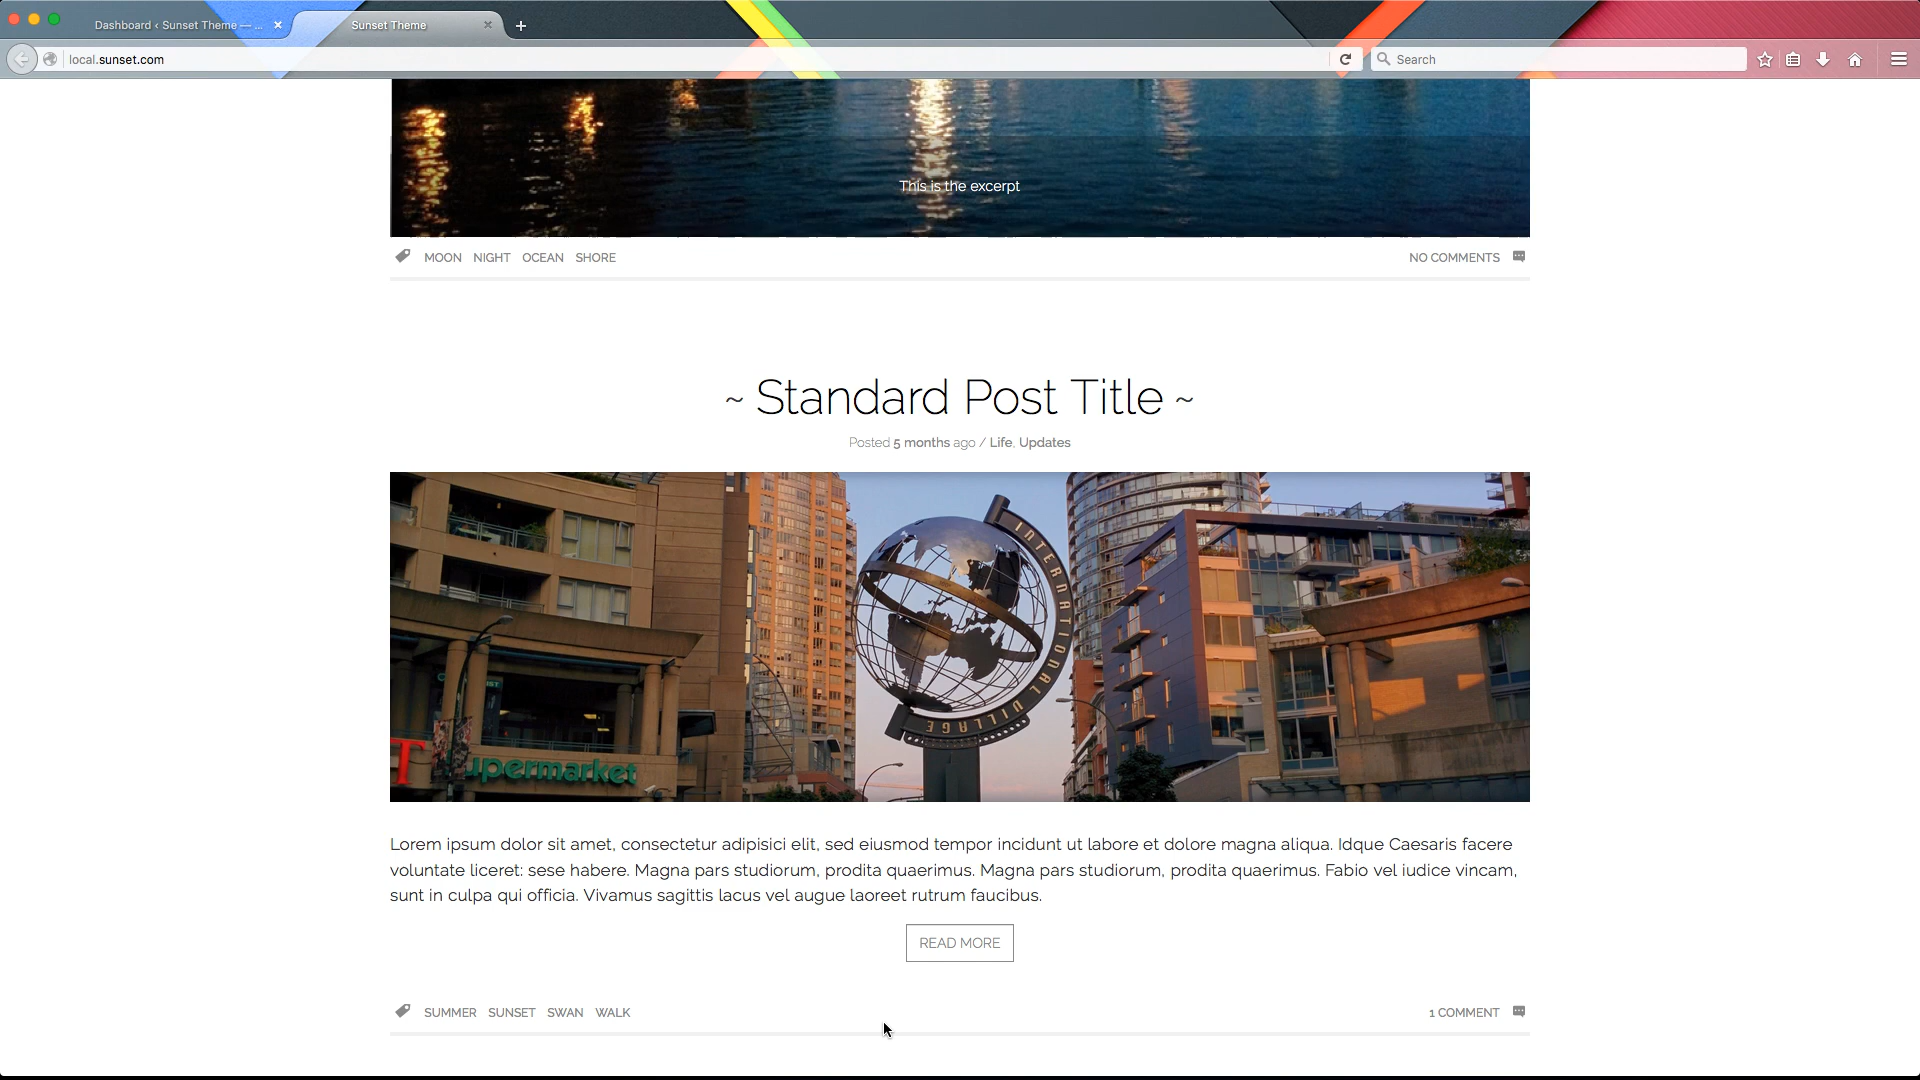 Dashboard ‹ Sunset Theme — ...
Sunset Theme
local.sunset.com
Search
This is the excerpt
MOON NIGHT OCEAN SHORE
NO COMMENTS
~ Standard Post Title ~
Posted 5 months ago / Life, Updates
INTERNATIONAL VILLAGE
T
upermarket
Lorem ipsum dolor sit amet, consectetur adipisici elit, sed eiusmod tempor incidunt ut labore et dolore magna aliqua. Idque Caesaris facere
voluntate liceret: sese habere. Magna pars studiorum, prodita quaerimus. Magna pars studiorum, prodita quaerimus. Fabio vel iudice vincam,
sunt in culpa qui officia. Vivamus sagittis lacus vel augue laoreet rutrum faucibus.
READ MORE
SUMMER SUNSET SWAN WALK
1 COMMENT